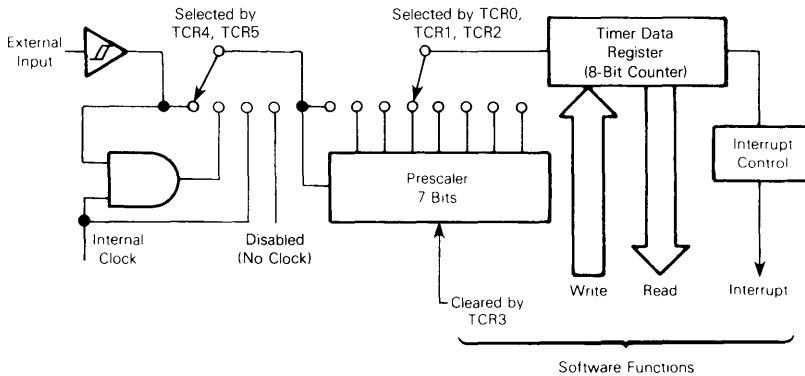 Selected by
TCR4, TCR5
Selected by TCR0,
TCR1, TCR2
Timer Data
Register
(8-Bit Counter)
External
Input
Interrupt
Control
Prescaler
7 Bits
Internal
Clock
Disabled
(No Clock)
Cleared by
TCR3
Write
Read
Interrupt
Software Functions